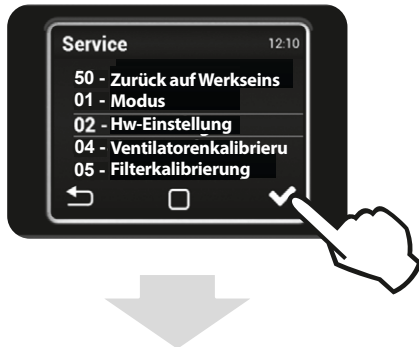 Service 12:10
50 - Zurück auf Werkseins
01 - Modus
02 - Hw-Einstellung
04 - Ventilatorenkalibrieru
05 - Filterkalibrierung